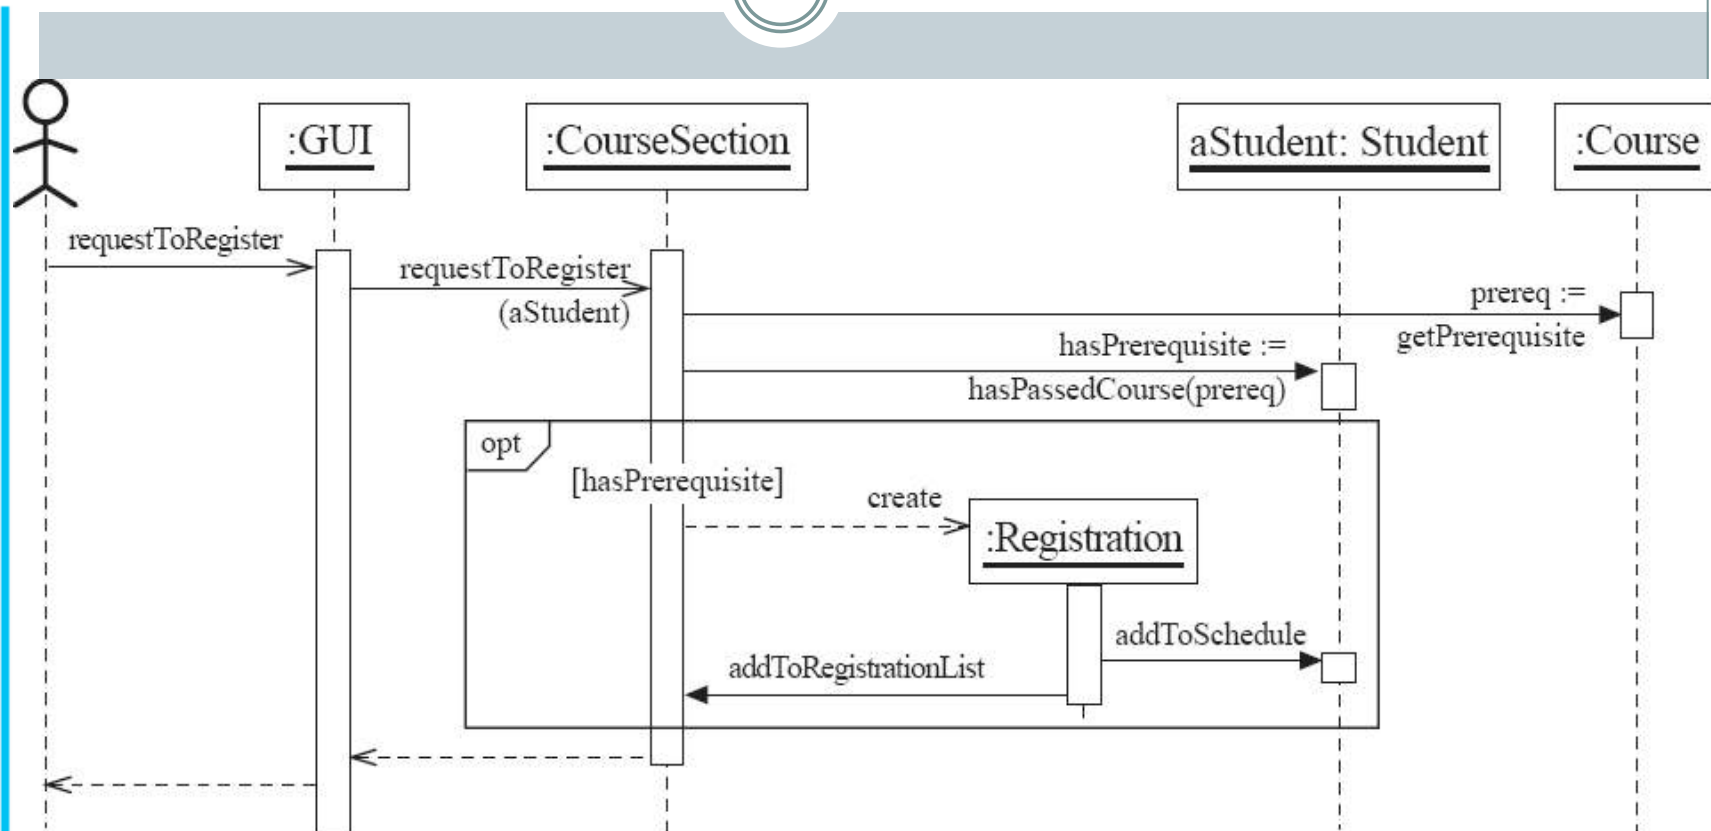 :GUI
:CourseSection
aStudent: Student
:Course
requestToRegister
requestToRegister
(aStudent)
prereq :=
getPrerequisite
hasPrerequisite :=
hasPassedCourse(prereq)
opt
[hasPrerequisite]
create
:Registration
addToSchedule
addToRegistrationList